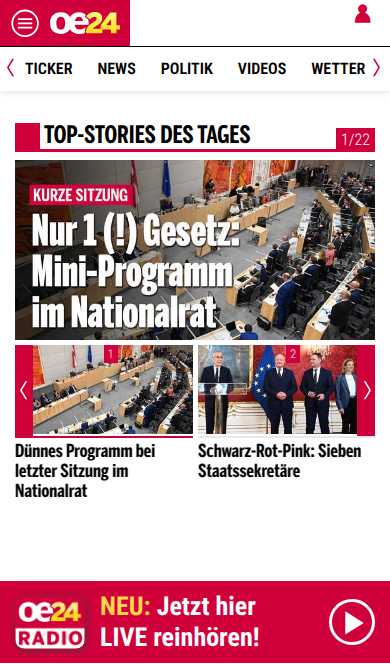 oe24
TICKER NEWS POLITIK VIDEOS WETTER
TOP-STORIES DES TAGES
1/22
KURZE SITZUNG
Nur 1 (!) Gesetz:
Mini-Programm
im Nationalrat
1
2
Dünnes Programm bei
letzter Sitzung im
Nationalrat
Schwarz-Rot-Pink: Sieben
Staatssekretäre
oe24
RADIO
NEU: Jetzt hier
LIVE reinhören!